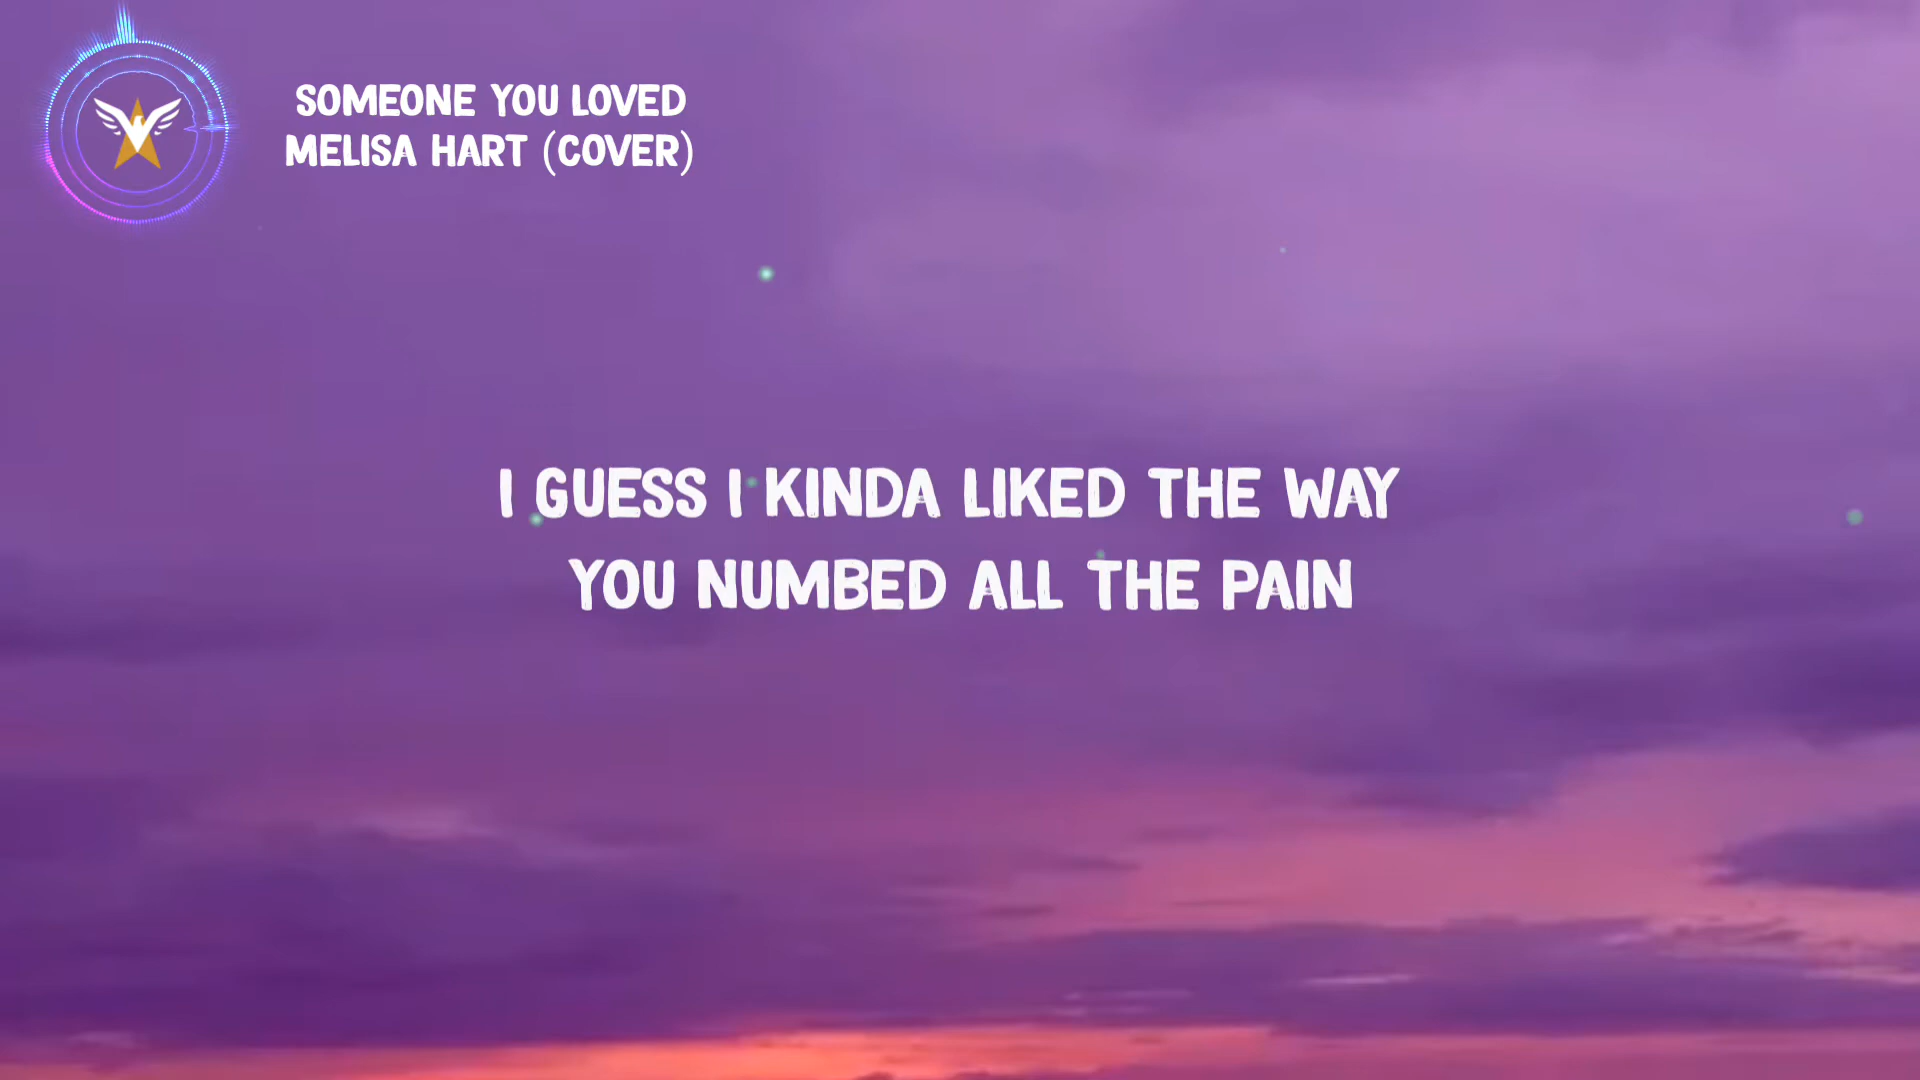 SOMEONE YOU LOVED
MELISA HART (COVER)
I GUESS I KINDA LIKED THE WAY
YOU NUMBED ALL THE PAIN